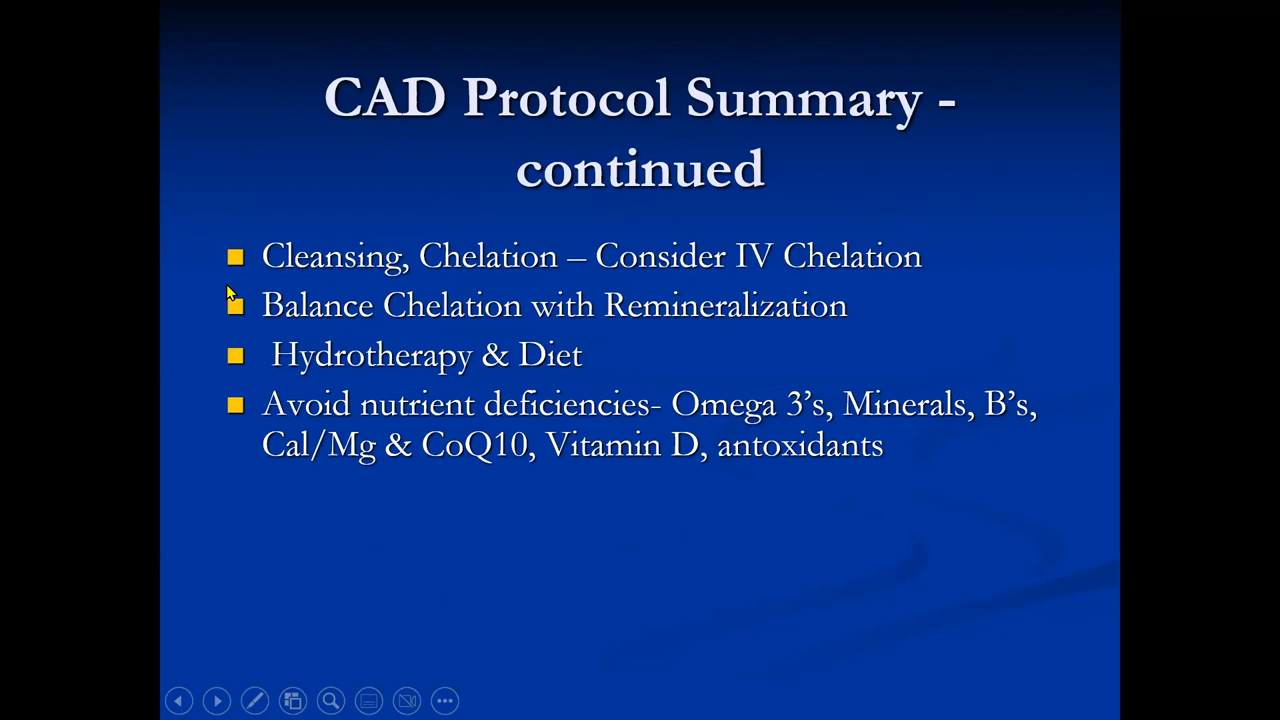 CAD Protocol Summary -
continued
Cleansing, Chelation – Consider IV Chelation
Balance Chelation with Remineralization
Hydrotherapy & Diet
Avoid nutrient deficiencies- Omega 3’s, Minerals, B’s,
Cal/Mg & CoQ10, Vitamin D, antoxidants